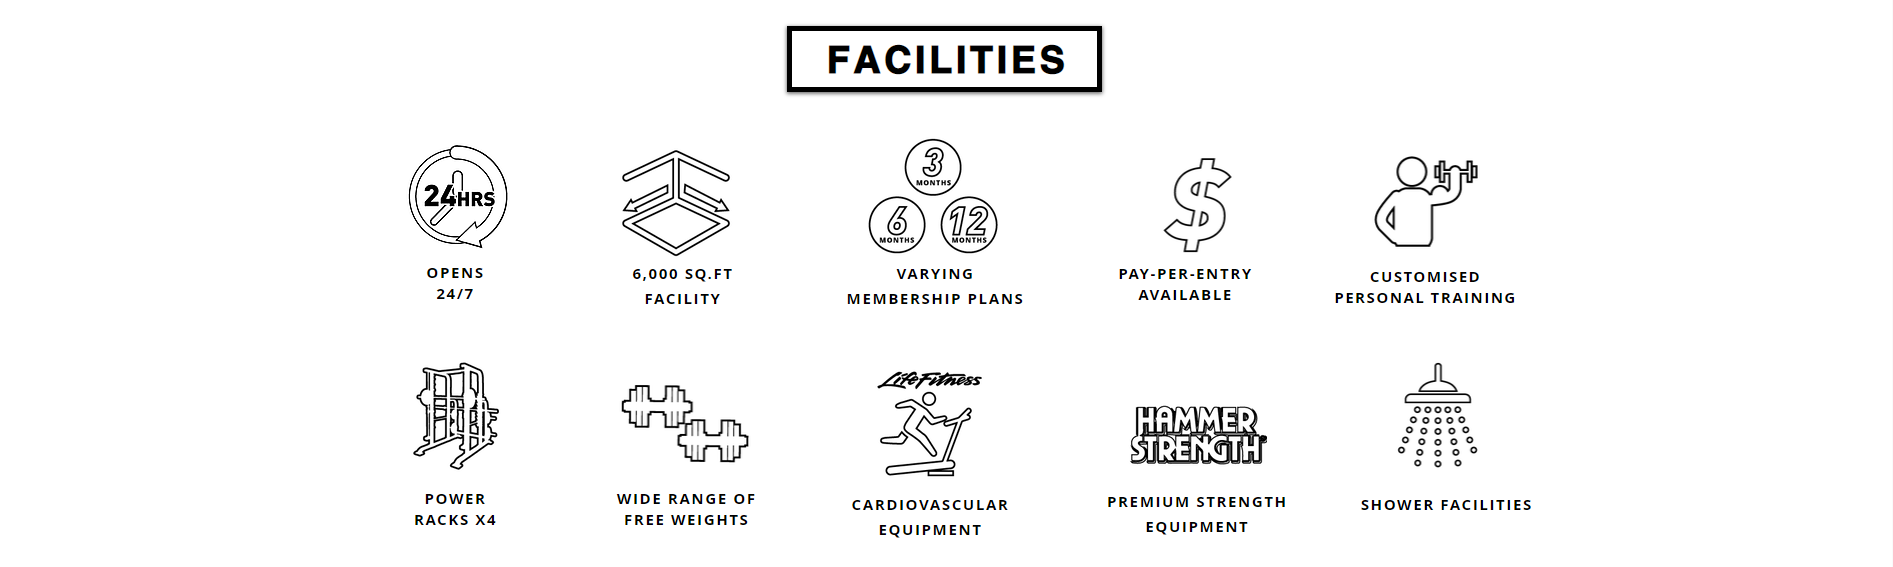 FACILITIES
24HRS
OPENS
24/7
6,000 SQ.FT
FACILITY
3
MONTHS
6
MONTHS
12
MONTHS
VARYING
MEMBERSHIP PLANS
$
PAY-PER-ENTRY
AVAILABLE
CUSTOMISED
PERSONAL TRAINING
POWER
RACKS X4
WIDE RANGE OF
FREE WEIGHTS
LifeFitness
CARDIOVASCULAR
EQUIPMENT
HAMMER
STRENGTH
PREMIUM STRENGTH
EQUIPMENT
SHOWER FACILITIES